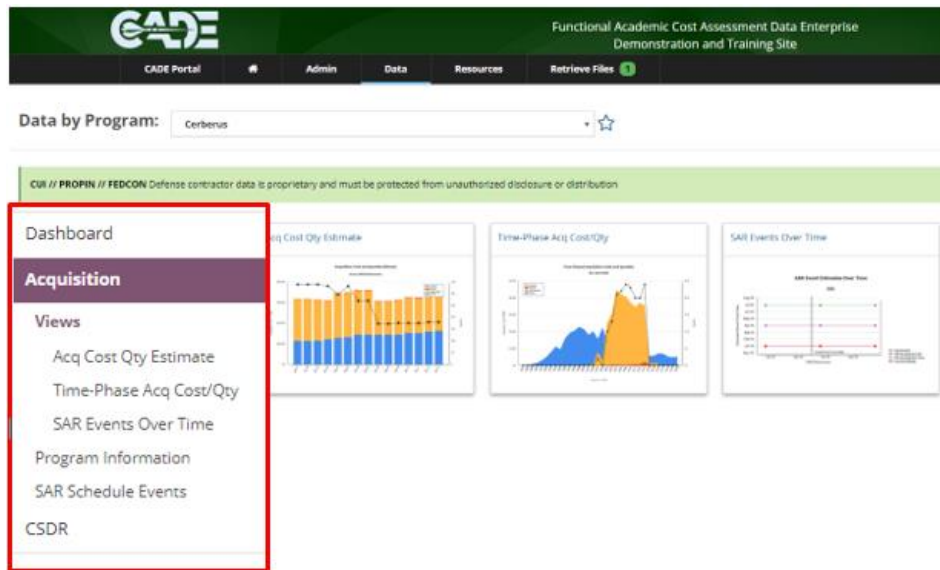 CADE
Functional Academic Cost Assessment Data Enterprise
Demonstration and Training Site
CADE Portal Admin Data Resources Retrieve Files 1
Data by Program: Cerberus
CUI // PROPIN // FEDCON Defense contractor data is proprietary and must be protected from unauthorized disclosure or distribution
Dashboard
Acquisition
Views
Acq Cost Qty Estimate
Time-Phase Acq Cost/Qty
SAR Events Over Time
Program Information
SAR Schedule Events
CSDR
Acq Cost Qty Estimate
Time-Phase Acq Cost/Qty
SAR Events Over Time
SAR Event Estimates Over Time